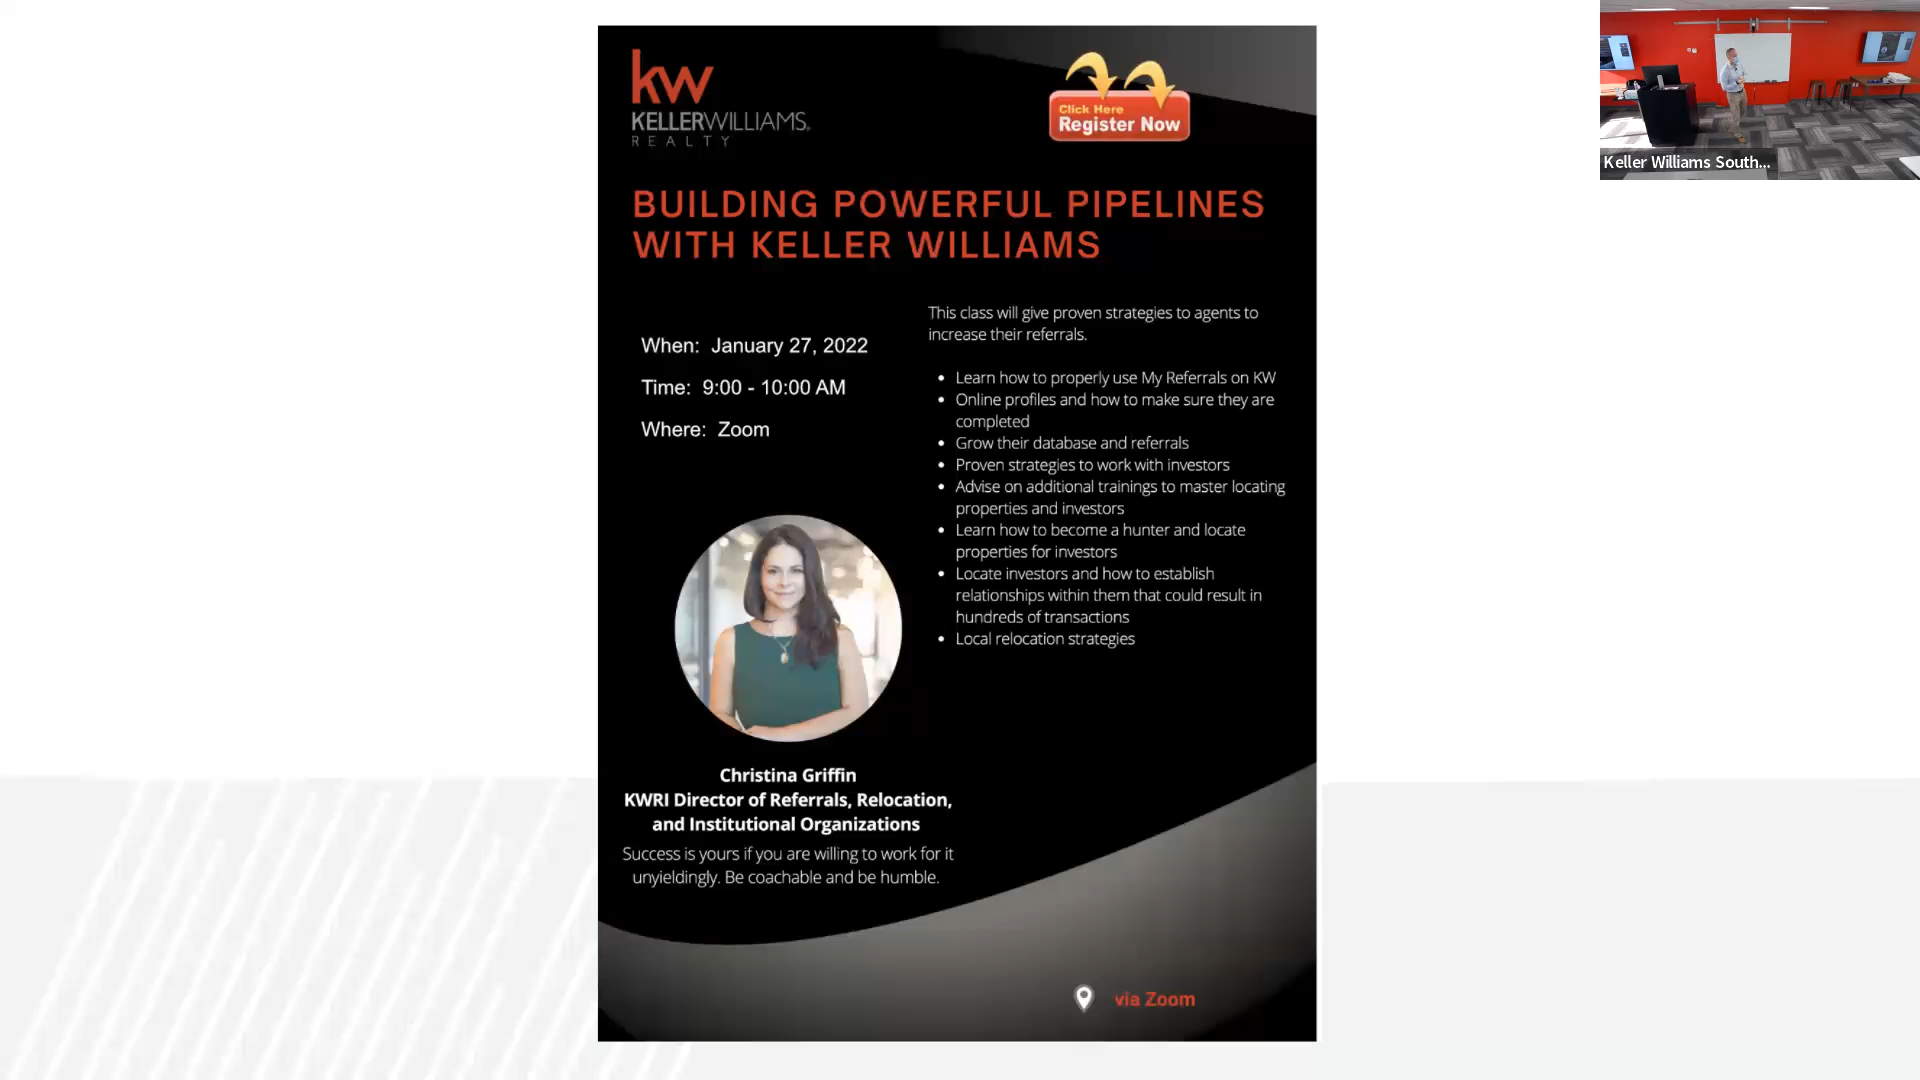 kw
KELLERWILLIAMS.
REALTY
Click Here
Register Now
BUILDING POWERFUL PIPELINES
WITH KELLER WILLIAMS
When: January 27, 2022
Time: 9:00 - 10:00 AM
Where: Zoom
This class will give proven strategies to agents to
increase their referrals.
• Learn how to properly use My Referrals on KW
• Online profiles and how to make sure they are
completed
• Grow their database and referrals
• Proven strategies to work with investors
• Advise on additional trainings to master locating
properties and investors
• Learn how to become a hunter and locate
properties for investors
• Locate investors and how to establish
relationships within them that could result in
hundreds of transactions
• Local relocation strategies
Christina Griffin
KWRI Director of Referrals, Relocation,
and Institutional Organizations
Success is yours if you are willing to work for it
unyieldingly. Be coachable and be humble.
via Zoom
Keller Williams South...